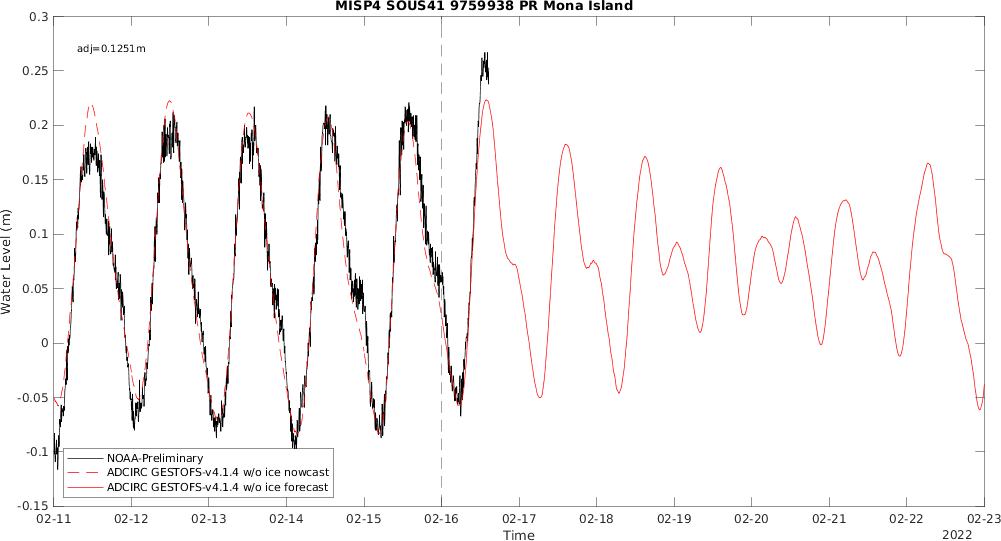 MISP4 SOUS41 9759938 PR Mona Island
adj=0.1251m
0.3
0.25
0.2
0.15
0.1
0.05
0
-0.05
-0.1
-0.15
Water Level (m)
NOAA-Preliminary
ADCIRC GESTOFS-v4.1.4 w/o ice nowcast
ADCIRC GESTOFS-v4.1.4 w/o ice forecast
02-11 02-12 02-13 02-14 02-15 02-16 02-17 02-18 02-19 02-20 02-21 02-22 02-23
Time
2022